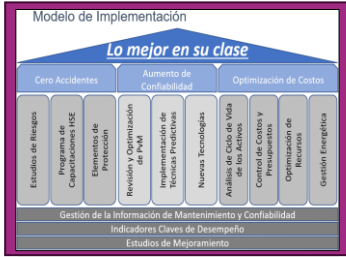 Modelo de Implementación
Lo mejor en su clase
Cero Accidentes
Aumento de
Confiabilidad
Optimización de Costos
Estudios de Riesgos
Programa de
Capacitaciones HSE
Elementos de
Protección
Revisión y Optimización
de PvM
Implementación de
Técnicas Predictivas
Nuevas Tecnologías
Análisis de Ciclo de Vida
de los Activos
Control de Costos y
Presupuestos
Optimización de
Recursos
Gestión Energética
Gestión de la Información de Mantenimiento y Confiabilidad
Indicadores Claves de Desempeño
Estudios de Mejoramiento